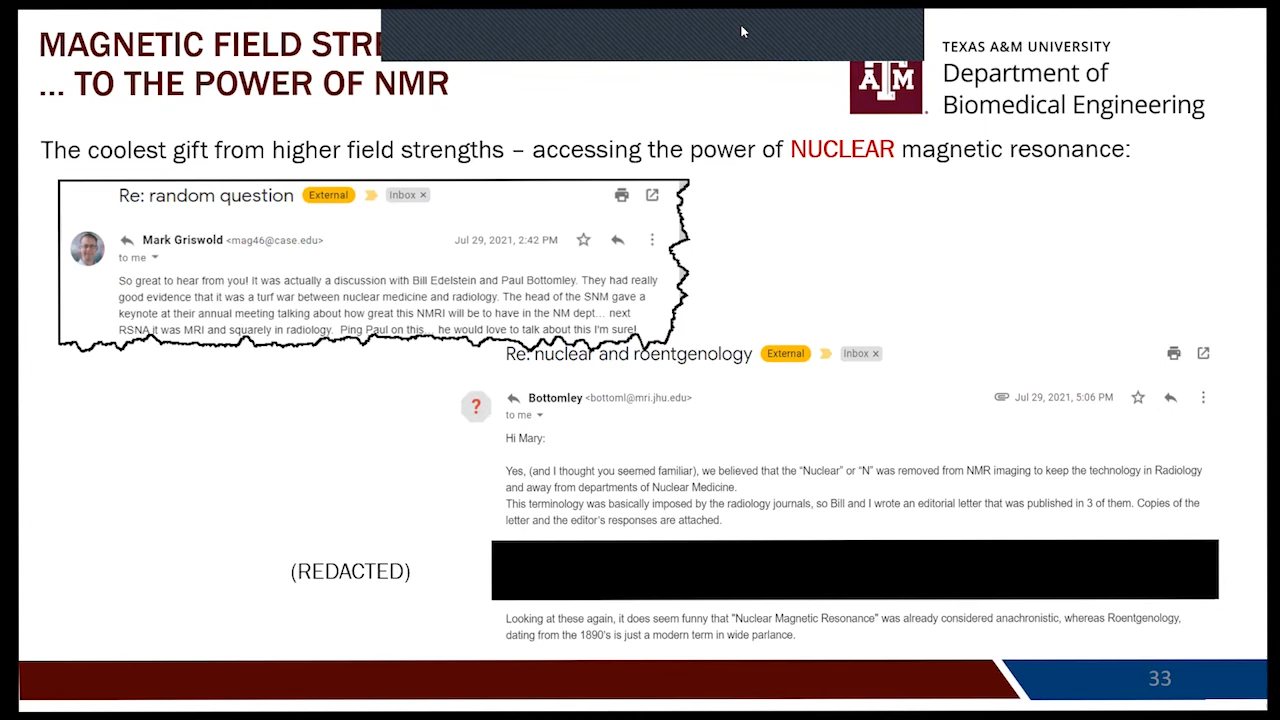 MAGNETIC FIELD STRE
... TO THE POWER OF NMR
TEXAS A&M UNIVERSITY
Department of
Biomedical Engineering
A M
The coolest gift from higher field strengths – accessing the power of NUCLEAR magnetic resonance:
Re: random question External Inbox ×
Mark Griswold <mag46@case.edu> Jul 29, 2021, 2:42 PM
to me
So great to hear from you! It was actually a discussion with Bill Edelstein and Paul Bottomley. They had really
good evidence that it was a turf war between nuclear medicine and radiology. The head of the SNM gave a
keynote at their annual meeting talking about how great this NMRI will be to have in the NM dept... next
RSNA it was MRI and squarely in radiology. Ping Paul on this... he would love to talk about this I'm sure!
Re: nuclear and roentgenology External Inbox ×
? Bottomley <bottoml@mri.jhu.edu> Jul 29, 2021, 5:06 PM
to me
Hi Mary:
Yes, (and I thought you seemed familiar), we believed that the “Nuclear” or “N” was removed from NMR imaging to keep the technology in Radiology
and away from departments of Nuclear Medicine.
This terminology was basically imposed by the radiology journals, so Bill and I wrote an editorial letter that was published in 3 of them. Copies of the
letter and the editor's responses are attached.
(REDACTED)
Looking at these again, it does seem funny that "Nuclear Magnetic Resonance" was already considered anachronistic, whereas Roentgenology,
dating from the 1890's is just a modern term in wide parlance.
33